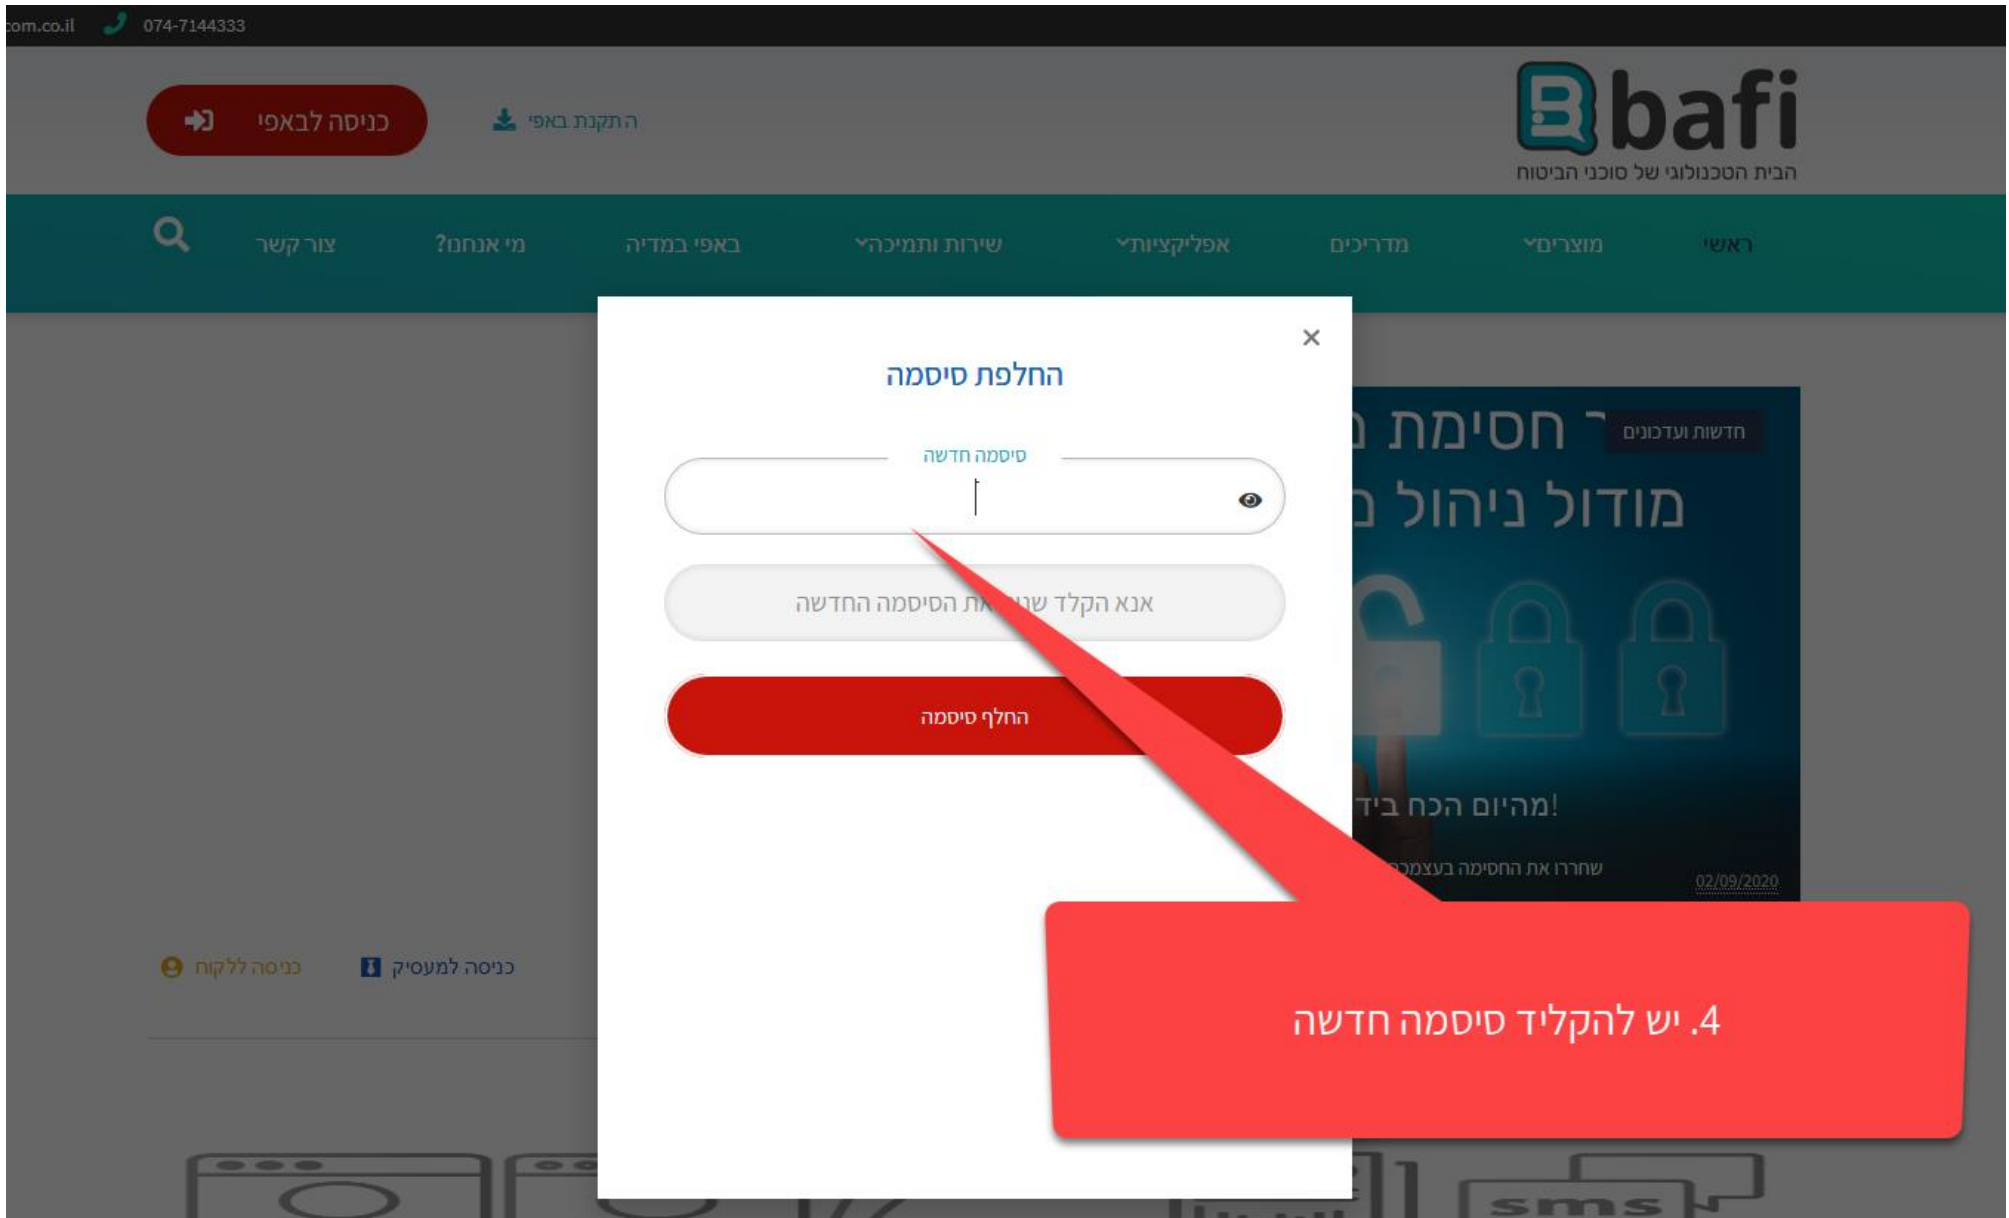 com.co.il
074-7144333
bafi
הבית הטכנולוגי של סוכני הביטוח
התקנת באפי
כניסה לבאפי
ראשי
מוצרים
מדריכים
אפליקציות
שירות ותמיכה
באפי במדיה
מי אנחנו?
צור קשר
החלפת סיסמה
סיסמה חדשה
אנא הקלד את הסיסמה החדשה
החלף סיסמה
חדשות ועדכונים
חסימת
מודול ניהול
מהיום הכח ביד!
שחררו את החסימה בעצמכם
02/09/2020
4. יש להקליד סיסמה חדשה
כניסה למעסיק
כניסה ללקוח
sms